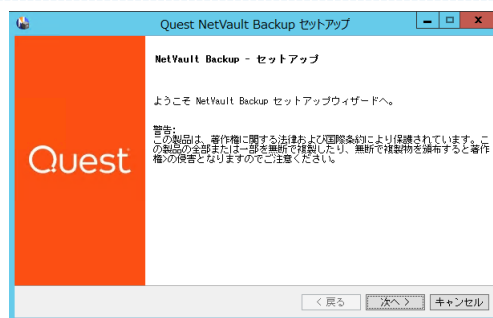 Quest NetVault Backup セットアップ
NetVault Backup - セットアップ
ようこそ NetVault Backup セットアップウィザードへ。
警告:
この製品は、著作権に関する法律および国際条約により保護されています。こ
の製品の全部または一部を無断で複製したり、無断で複製物を頒布すると著作
権>の侵害となりますのでご注意ください。
Quest
< 戻る 次へ > キャンセル